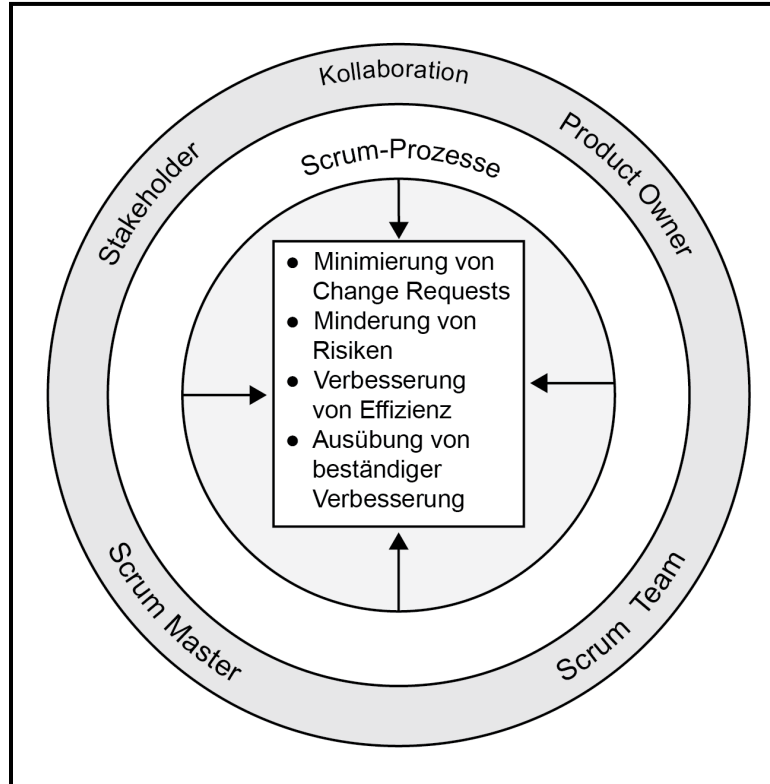 Kollaboration
Stakeholder
Product Owner
Scrum-Prozesse
● Minimierung von
Change Requests
● Minderung von
Risiken
● Verbesserung
von Effizienz
● Ausübung von
beständiger
Verbesserung
Scrum Master
Scrum Team